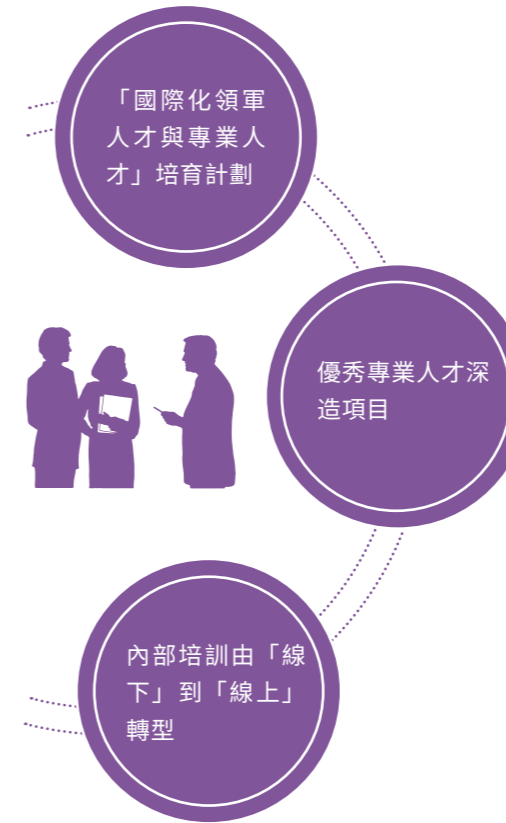 「國際化領軍
人才與專業人
才」培育計劃
優秀專業人才深
造項目
內部培訓由「線
下」到「線上」
轉型